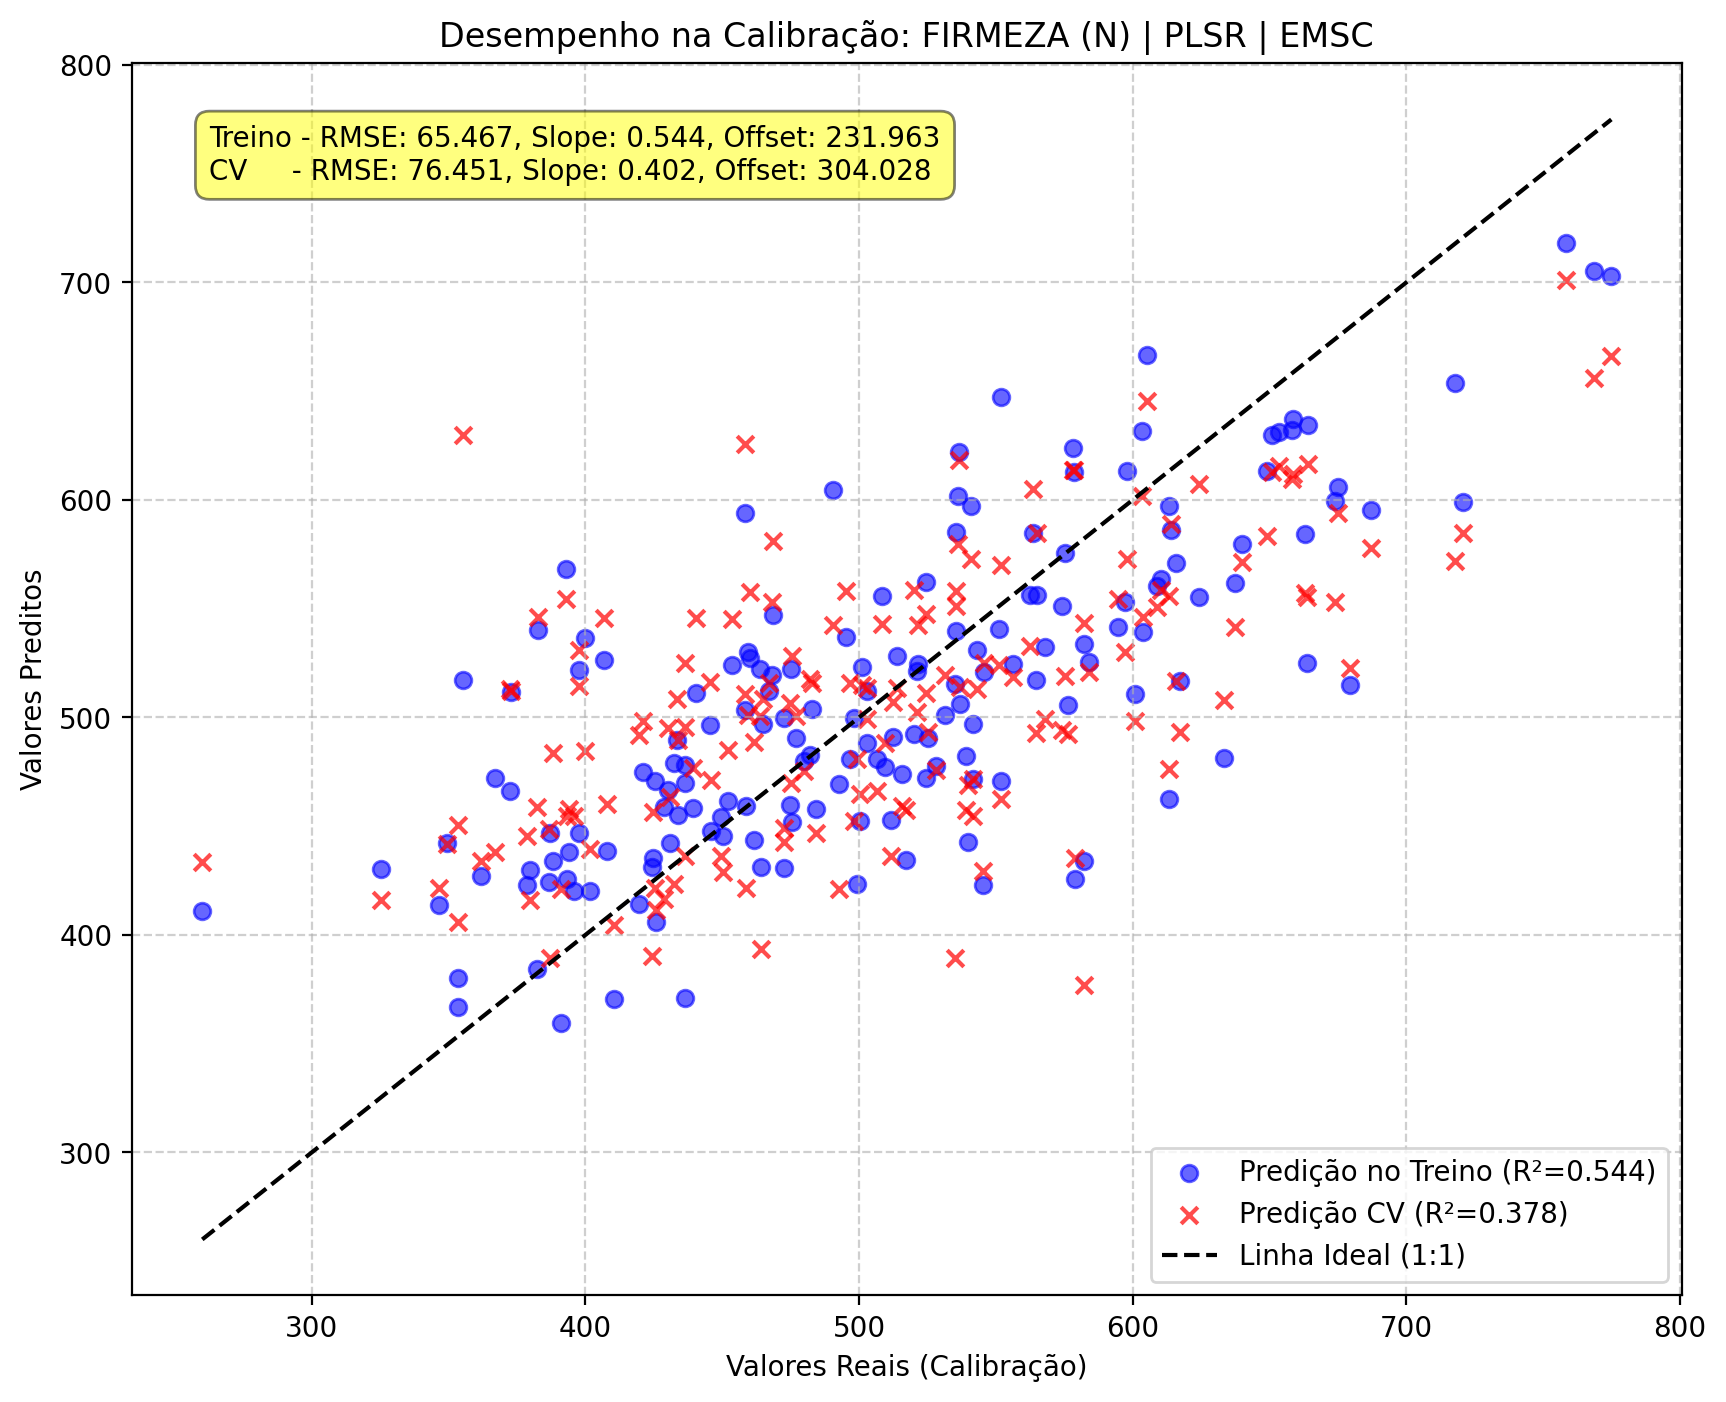 Desempenho na Calibração: FIRMEZA (N) | PLSR | EMSC
800
Treino - RMSE: 65.467, Slope: 0.544, Offset: 231.963
CV - RMSE: 76.451, Slope: 0.402, Offset: 304.028
700
600
Valores Preditos
500
400
300
Predição no Treino (R²=0.544)
Predição CV (R²=0.378)
Linha Ideal (1:1)
300 400 500 600 700 800
Valores Reais (Calibração)